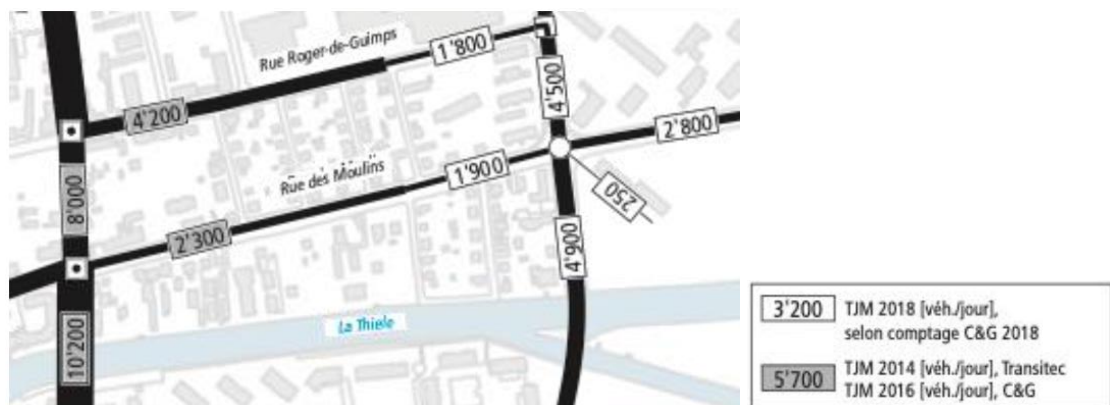 Rue Roger-de-Guimps
1'800
4'200
4'500
2'800
8'000
Rue des Moulins
1'900
250
2'300
4'900
La Thièle
10'200
3'200
TJM 2018 [véh./jour],
selon comptage C&G 2018
5'700
TJM 2014 [véh./jour], Transitec
TJM 2016 [véh./jour], C&G